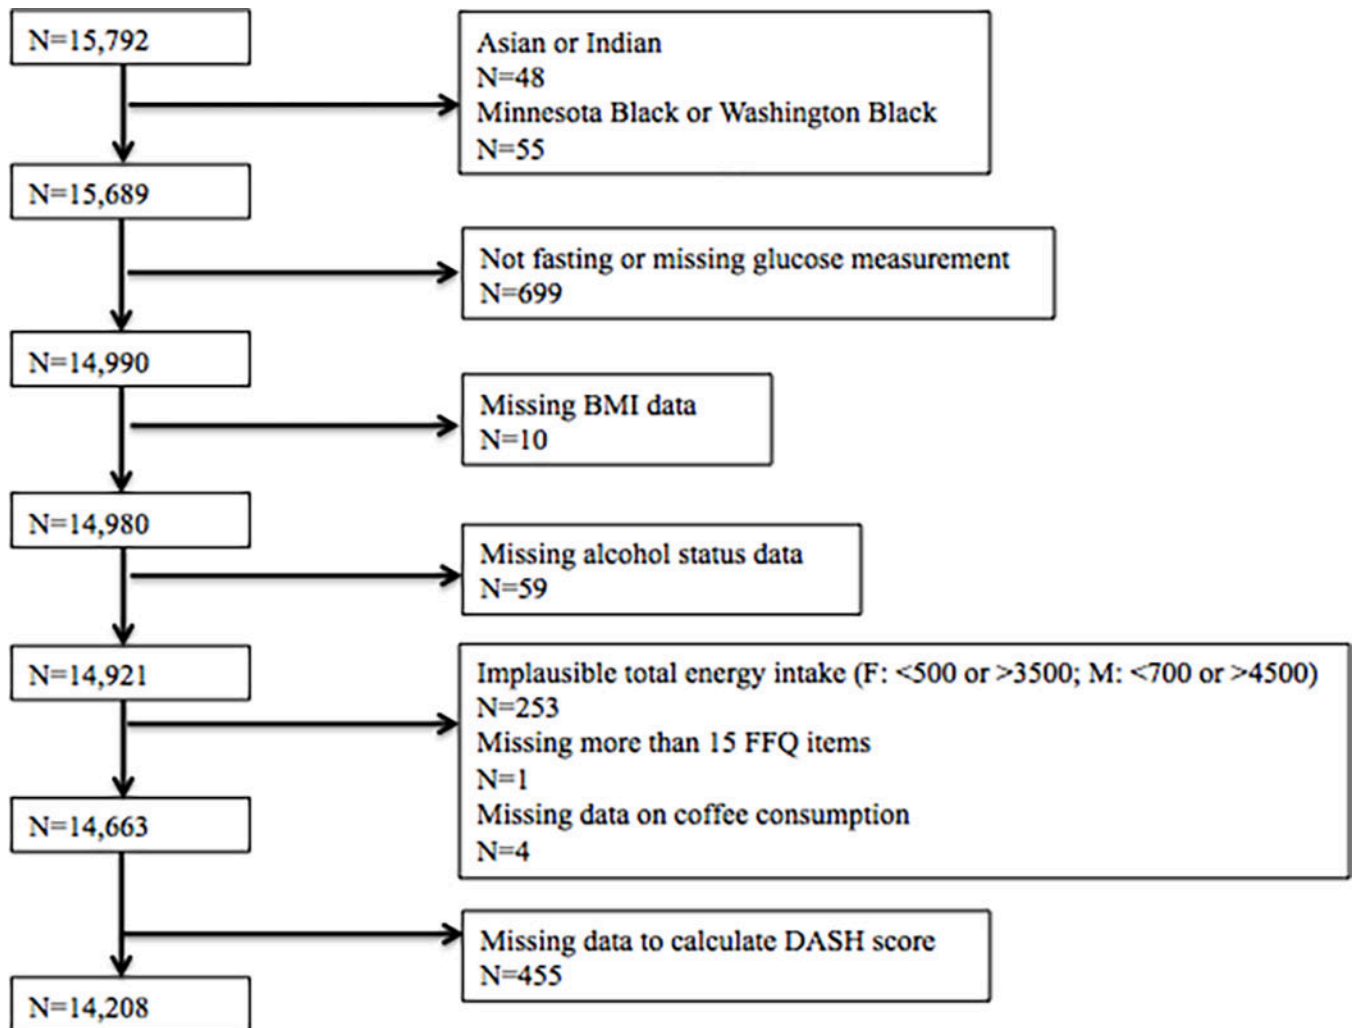 N=15,792
Asian or Indian
N=48
Minnesota Black or Washington Black
N=55
N=15,689
Not fasting or missing glucose measurement
N=699
N=14,990
Missing BMI data
N=10
N=14,980
Missing alcohol status data
N=59
N=14,921
Implausible total energy intake (F: <500 or >3500; M: <700 or >4500)
N=253
Missing more than 15 FFQ items
N=1
Missing data on coffee consumption
N=4
N=14,663
Missing data to calculate DASH score
N=455
N=14,208